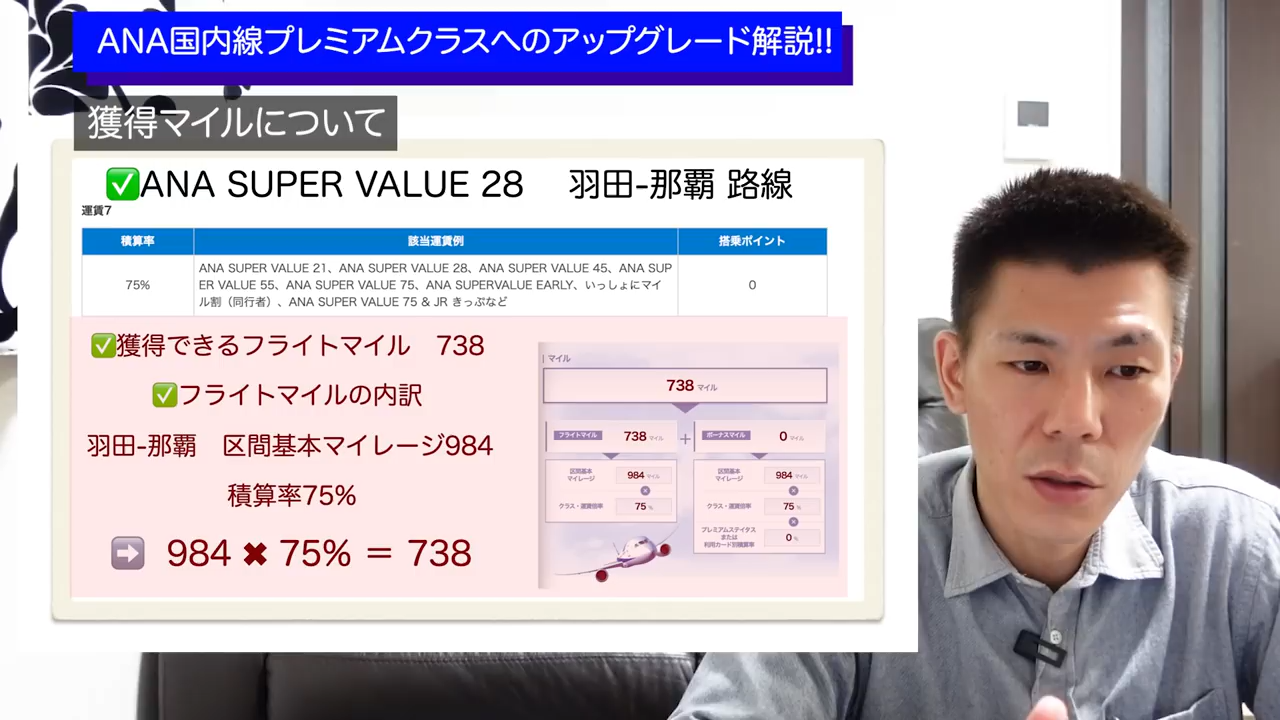 ANA国内線プレミアムクラスへのアップグレード解説!!
獲得マイルについて
✅ANA SUPER VALUE 28　羽田-那覇 路線
運賃7
積算率　該当運賃例　搭乗ポイント
75%　ANA SUPER VALUE 21、ANA SUPER VALUE 28、ANA SUPER VALUE 45、ANA SUP　0
ER VALUE 55、ANA SUPER VALUE 75、ANA SUPERVALUE EARLY、いっしょにマイ
ル割（同行者）、ANA SUPER VALUE 75 & JR きっぷなど
✅獲得できるフライトマイル　738
✅フライトマイルの内訳
羽田-那覇　区間基本マイレージ984
積算率75%
➡ 984 ✖ 75% ＝ 738
マイル
738 マイル
フライトマイル 738 マイル ＋ ボーナスマイル 0 マイル
区間基本 マイレージ 984 マイル
クラス・運賃倍率 75 %
区間基本 マイレージ 984 マイル
クラス・運賃倍率 75 %
プレミアムステイタス
または
利用カード別積算率 0 %